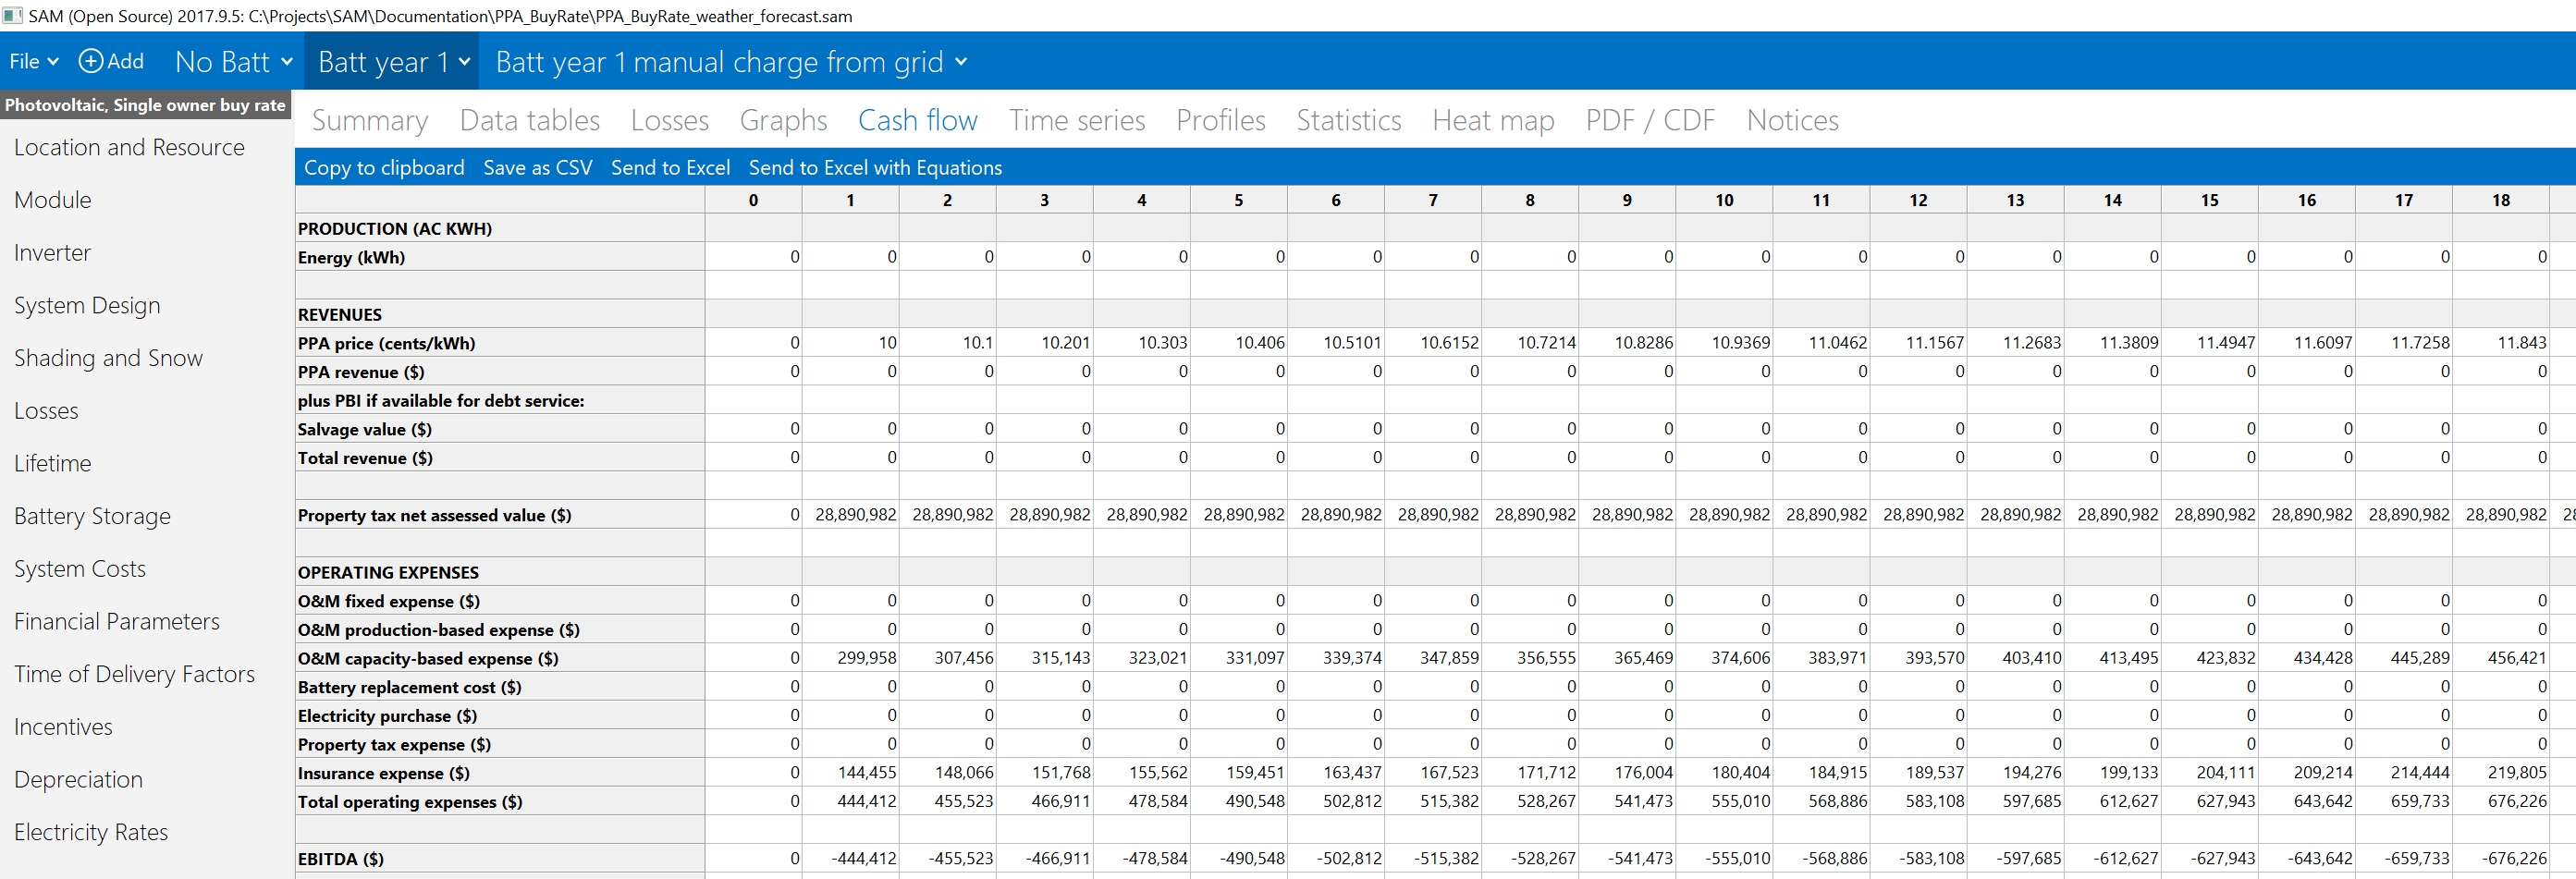 SAM (Open Source) 2017.9.5: C:\Projects\SAM\Documentation\PPA_BuyRate\PPA_BuyRate_weather_forecast.sam
File Add No Batt Batt year 1 Batt year 1 manual charge from grid
Photovoltaic, Single owner buy rate
Location and Resource
Module
Inverter
System Design
Shading and Snow
Losses
Lifetime
Battery Storage
System Costs
Financial Parameters
Time of Delivery Factors
Incentives
Depreciation
Electricity Rates
Summary Data tables Losses Graphs Cash flow Time series Profiles Statistics Heat map PDF / CDF Notices
Copy to clipboard Save as CSV Send to Excel Send to Excel with Equations
0 1 2 3 4 5 6 7 8 9 10 11 12 13 14 15 16 17 18
PRODUCTION (AC KWH)
Energy (kWh) 0 0 0 0 0 0 0 0 0 0 0 0 0 0 0 0 0 0 0
REVENUES
PPA price (cents/kWh) 0 10 10.1 10.201 10.303 10.406 10.5101 10.6152 10.7214 10.8286 10.9369 11.0462 11.1567 11.2683 11.3809 11.4947 11.6097 11.7258 11.843
PPA revenue ($) 0 0 0 0 0 0 0 0 0 0 0 0 0 0 0 0 0 0 0
plus PBI if available for debt service:
Salvage value ($) 0 0 0 0 0 0 0 0 0 0 0 0 0 0 0 0 0 0 0
Total revenue ($) 0 0 0 0 0 0 0 0 0 0 0 0 0 0 0 0 0 0 0
Property tax net assessed value ($) 0 28,890,982 28,890,982 28,890,982 28,890,982 28,890,982 28,890,982 28,890,982 28,890,982 28,890,982 28,890,982 28,890,982 28,890,982 28,890,982 28,890,982 28,890,982 28,890,982 28,890,982 28,890,982
OPERATING EXPENSES
O&M fixed expense ($) 0 0 0 0 0 0 0 0 0 0 0 0 0 0 0 0 0 0 0
O&M production-based expense ($) 0 0 0 0 0 0 0 0 0 0 0 0 0 0 0 0 0 0 0
O&M capacity-based expense ($) 0 299,958 307,456 315,143 323,021 331,097 339,374 347,859 356,555 365,469 374,606 383,971 393,570 403,410 413,495 423,832 434,428 445,289 456,421
Battery replacement cost ($) 0 0 0 0 0 0 0 0 0 0 0 0 0 0 0 0 0 0 0
Electricity purchase ($) 0 0 0 0 0 0 0 0 0 0 0 0 0 0 0 0 0 0 0
Property tax expense ($) 0 0 0 0 0 0 0 0 0 0 0 0 0 0 0 0 0 0 0
Insurance expense ($) 0 144,455 148,066 151,768 155,562 159,451 163,437 167,523 171,712 176,004 180,404 184,915 189,537 194,276 199,133 204,111 209,214 214,444 219,805
Total operating expenses ($) 0 444,412 455,523 466,911 478,584 490,548 502,812 515,382 528,267 541,473 555,010 568,886 583,108 597,685 612,627 627,943 643,642 659,733 676,226
EBITDA ($) 0 -444,412 -455,523 -466,911 -478,584 -490,548 -502,812 -515,382 -528,267 -541,473 -555,010 -568,886 -583,108 -597,685 -612,627 -627,943 -643,642 -659,733 -676,226